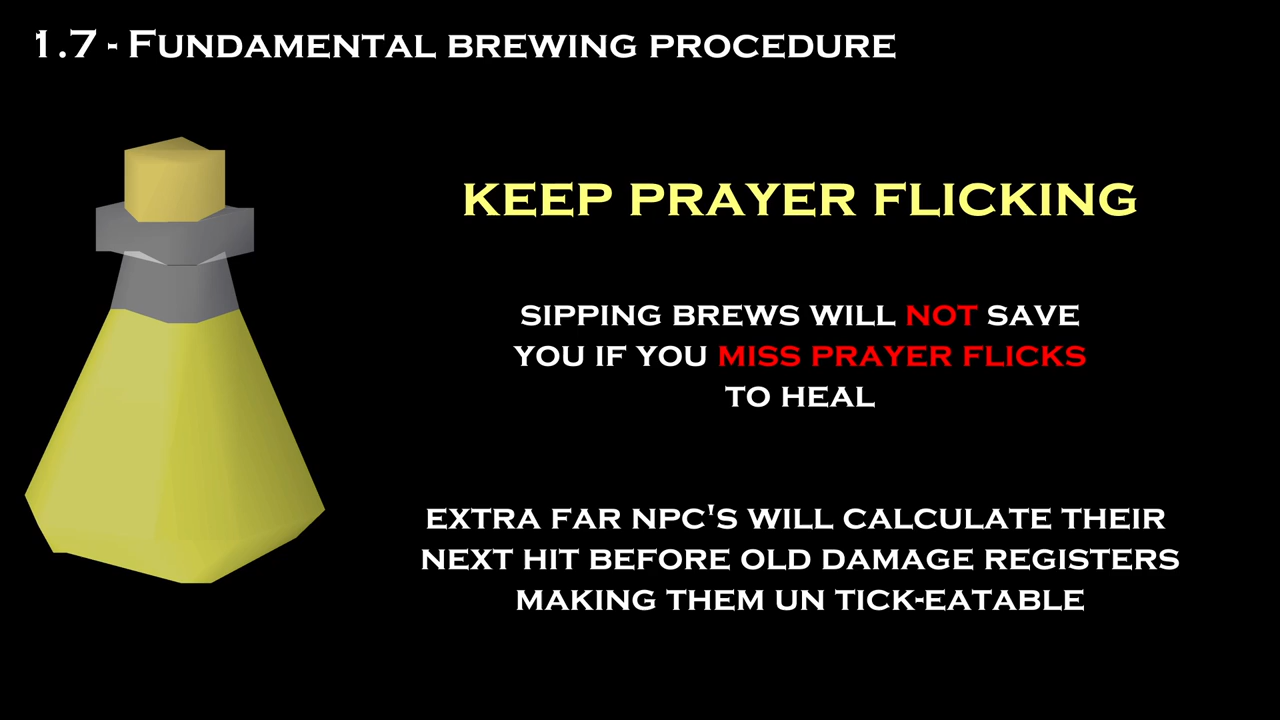 1.7 - Fundamental brewing procedure
KEEP PRAYER FLICKING
SIPPING BREWS WILL NOT SAVE
YOU IF YOU MISS PRAYER FLICKS
TO HEAL
EXTRA FAR NPC'S WILL CALCULATE THEIR
NEXT HIT BEFORE OLD DAMAGE REGISTERS
MAKING THEM UN TICK-EATABLE